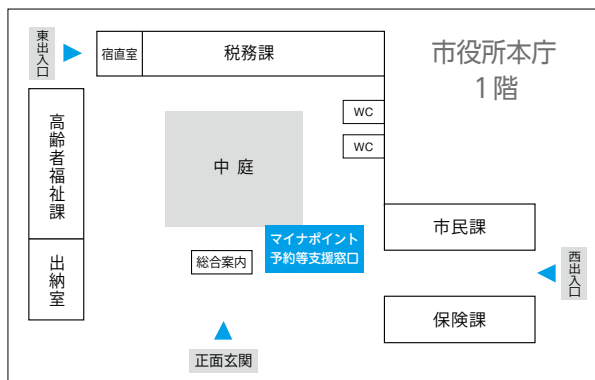 東出入口
宿直室
税務課
市役所本庁
1階
高齢者福祉課
WC
WC
中庭
出納室
総合案内
マイナポイント
予約等支援窓口
市民課
西出入口
保険課
正面玄関